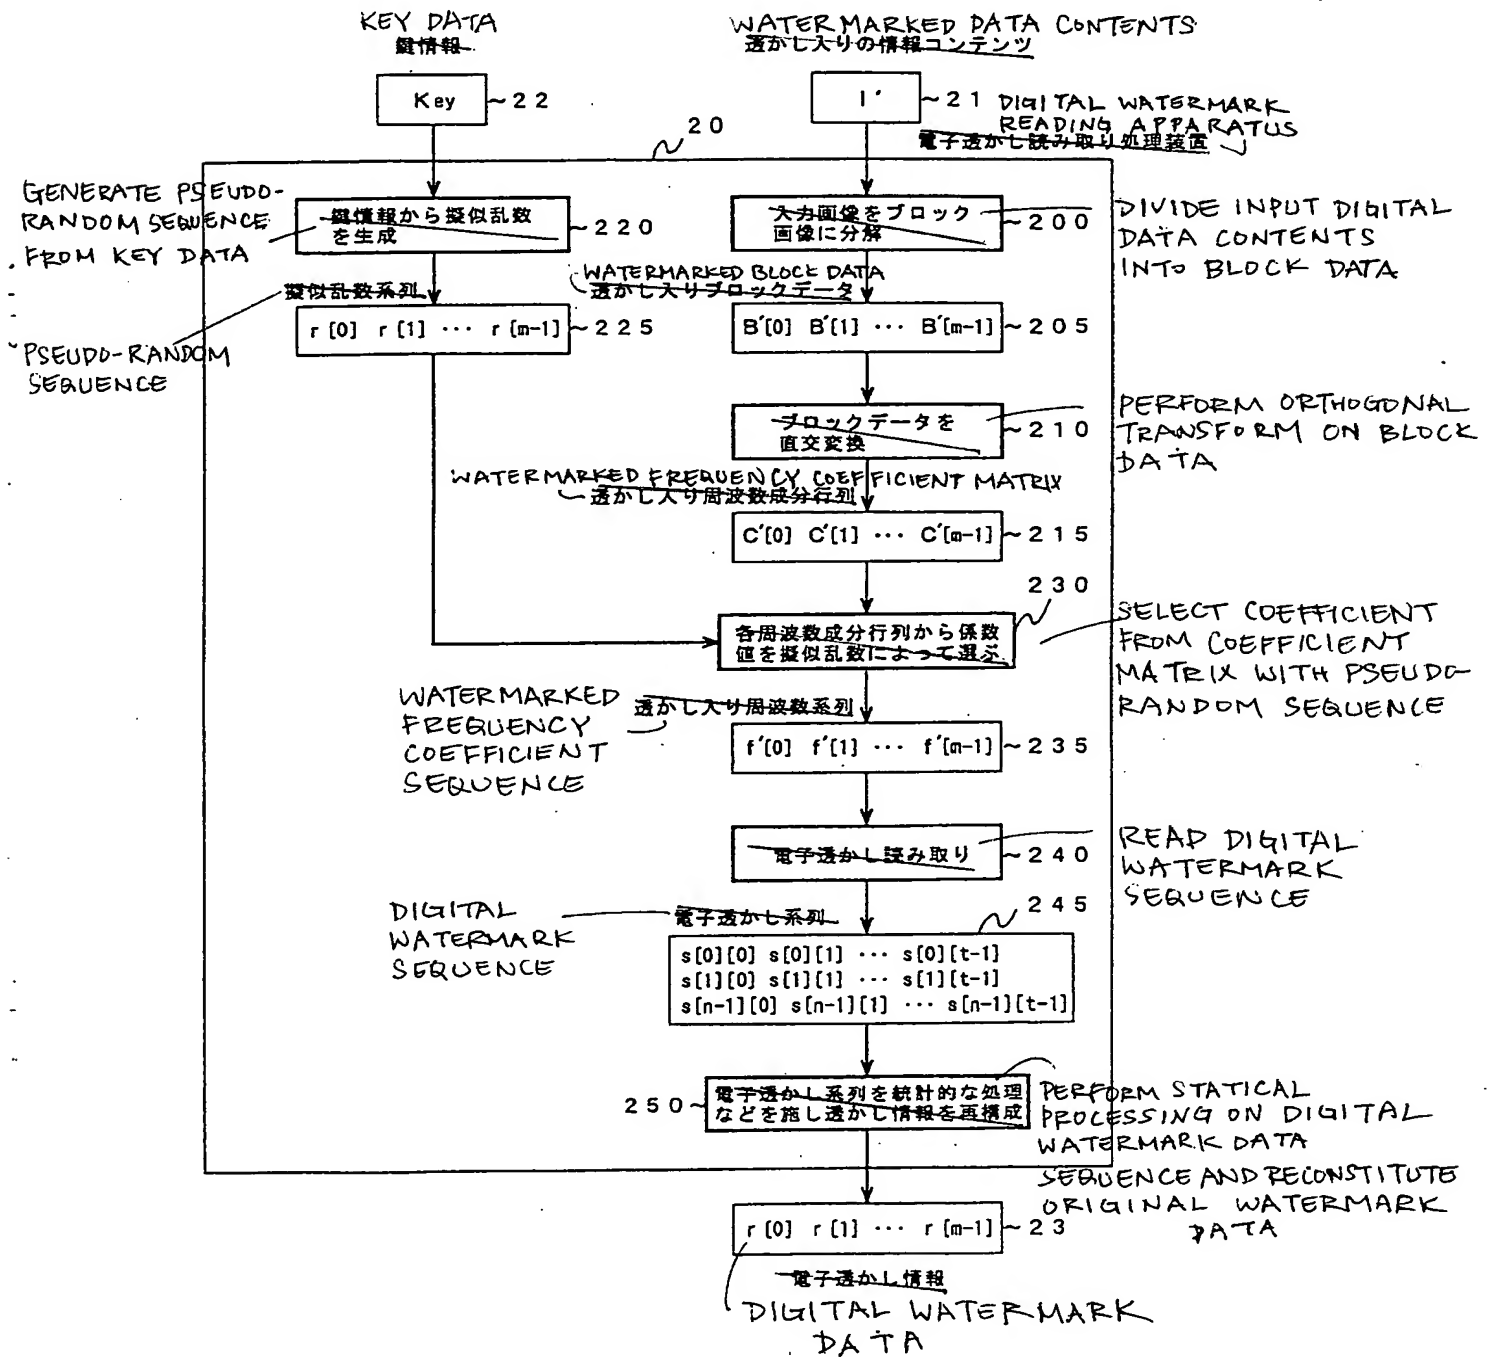 KEY DATA
鍵情報
WATERMARKED DATA CONTENTS
透かし入りの情報コンテンツ
Key ~22
I' ~21
DIGITAL WATERMARK
READING APPARATUS
電子透かし読み取り処理装置
20
GENERATE PSEUDO-
RANDOM SEQUENCE
FROM KEY DATA
鍵情報から擬似乱数
を生成
~220
入力画像をブロック
画像に分解
~200
DIVIDE INPUT DIGITAL
DATA CONTENTS
INTO BLOCK DATA
擬似乱数系列
r[0] r[1] ··· r[m-1] ~225
PSEUDO-RANDOM
SEQUENCE
WATERMARKED BLOCK DATA
透かし入りブロックデータ
B'[0] B'[1] ··· B'[m-1] ~205
ブロックデータを
直交変換
~210
PERFORM ORTHOGONAL
TRANSFORM ON BLOCK
DATA
WATERMARKED FREQUENCY COEFFICIENT MATRIX
透かし入り周波数成分行列
C'[0] C'[1] ··· C'[m-1] ~215
230
各周波数成分行列から係数
値を擬似乱数によって選ぶ
SELECT COEFFICIENT
FROM COEFFICIENT
MATRIX WITH PSEUDO-
RANDOM SEQUENCE
WATERMARKED
FREQUENCY
COEFFICIENT
SEQUENCE
透かし入り周波数系列
f'[0] f'[1] ··· f'[m-1] ~235
電子透かし読み取り ~240
READ DIGITAL
WATERMARK
SEQUENCE
DIGITAL
WATERMARK
SEQUENCE
電子透かし系列
245
s[0][0] s[0][1] ··· s[0][t-1]
s[1][0] s[1][1] ··· s[1][t-1]
s[n-1][0] s[n-1][1] ··· s[n-1][t-1]
250~
電子透かし系列を統計的な処理
などを施し透かし情報を再構成
PERFORM STATICAL
PROCESSING ON DIGITAL
WATERMARK DATA
SEQUENCE AND RECONSTITUTE
ORIGINAL WATERMARK
DATA
r[0] r[1] ··· r[m-1] ~23
電子透かし情報
DIGITAL WATERMARK
DATA